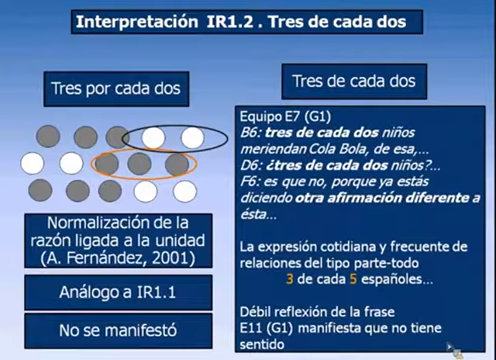 Interpretación IR1.2. Tres de cada dos
Tres por cada dos
Normalización de la
razón ligada a la unidad
(A. Fernández, 2001)
Análogo a IR1.1
No se manifestó
Tres de cada dos
Equipo E7 (G1)
B6: tres de cada dos niños
meriendan Cola Bola, de esa,...
D6: ¿tres de cada dos niños?...
F6: es que no, porque ya estás
diciendo otra afirmación diferente a
ésta...
La expresión cotidiana y frecuente de
relaciones del tipo parte-todo
3 de cada 5 españoles...
Débil reflexión de la frase
E11 (G1) manifiesta que no tiene
sentido